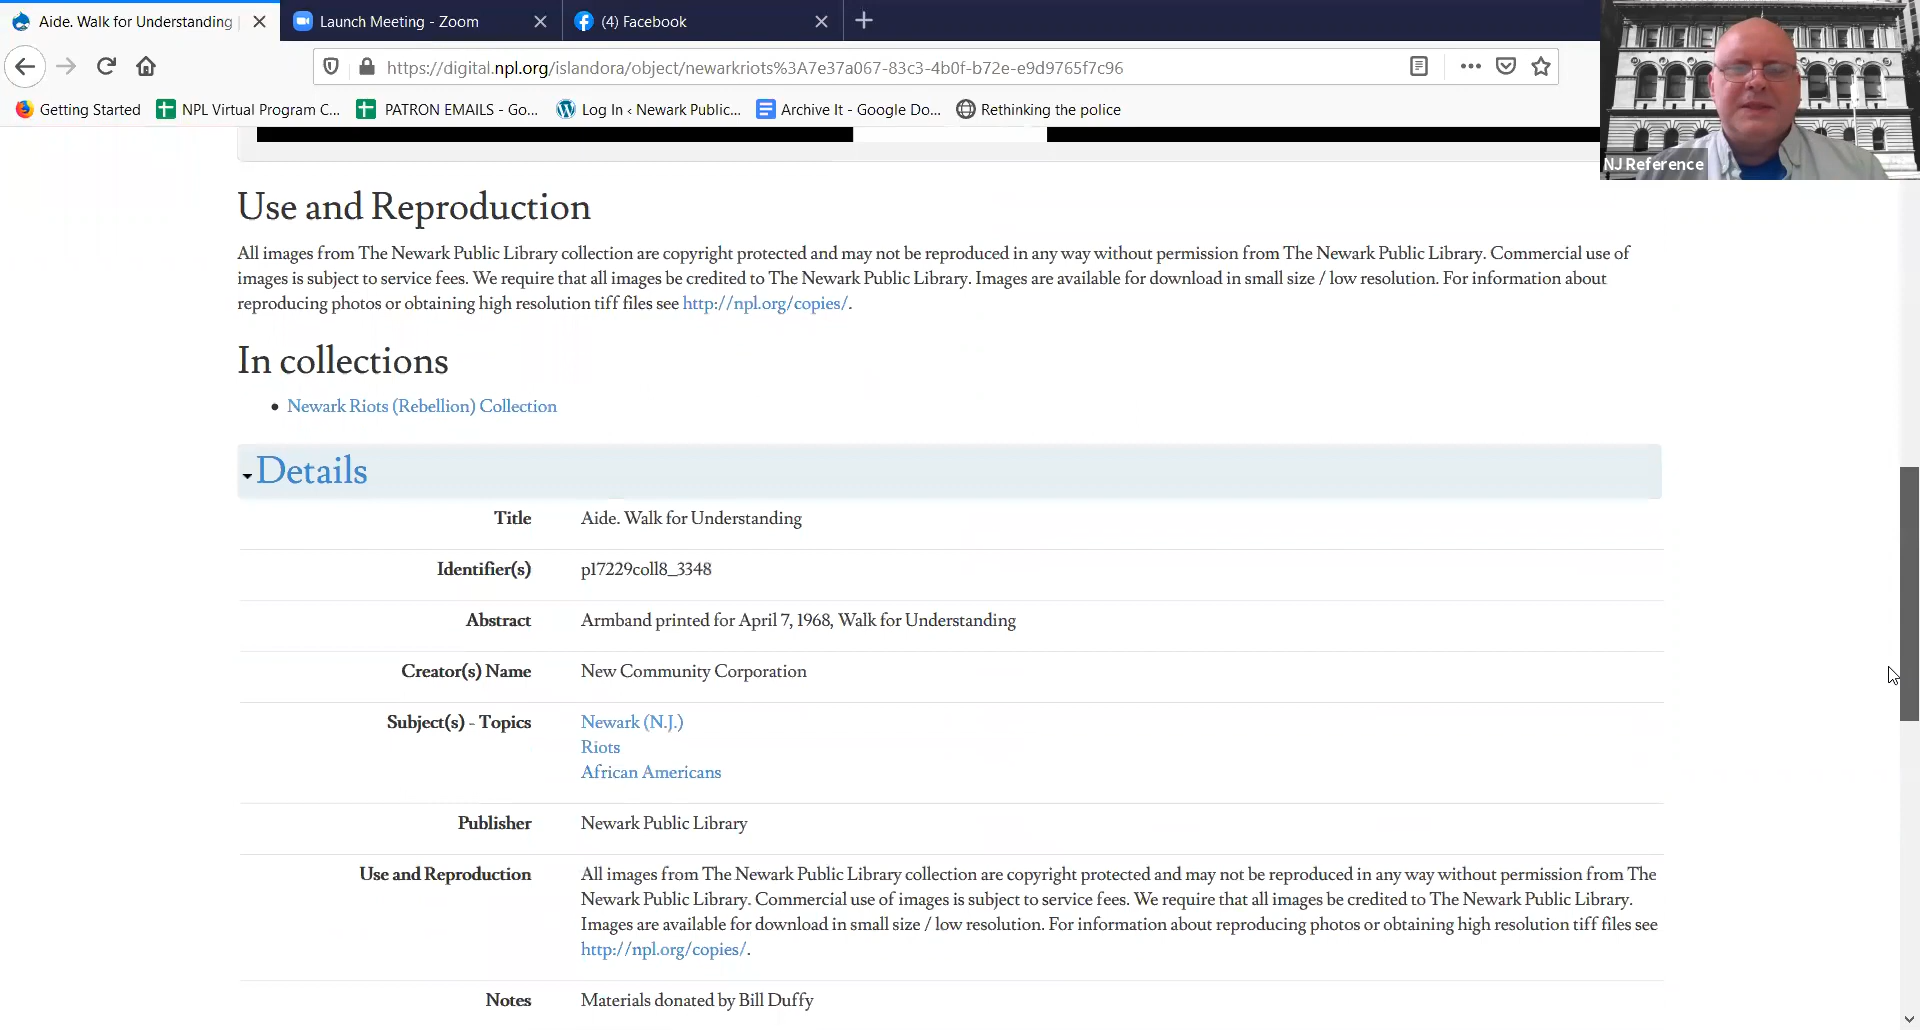 Aide. Walk for Understanding
Launch Meeting - Zoom
(4) Facebook
https://digital.npl.org/islandora/object/newarkriots%3A7e37a067-83c3-4b0f-b72e-e9d9765f7c96
Getting Started
NPL Virtual Program C...
PATRON EMAILS - Go...
Log In ‹ Newark Public...
Archive It - Google Do...
Rethinking the police
NJ Reference
Use and Reproduction
All images from The Newark Public Library collection are copyright protected and may not be reproduced in any way without permission from The Newark Public Library. Commercial use of
images is subject to service fees. We require that all images be credited to The Newark Public Library. Images are available for download in small size / low resolution. For information about
reproducing photos or obtaining high resolution tiff files see http://npl.org/copies/.
In collections
• Newark Riots (Rebellion) Collection
Details
Title Aide. Walk for Understanding
Identifier(s) p17229coll8_3348
Abstract Armband printed for April 7, 1968, Walk for Understanding
Creator(s) Name New Community Corporation
Subject(s) - Topics Newark (N.J.)
Riots
African Americans
Publisher Newark Public Library
Use and Reproduction All images from The Newark Public Library collection are copyright protected and may not be reproduced in any way without permission from The
Newark Public Library. Commercial use of images is subject to service fees. We require that all images be credited to The Newark Public Library.
Images are available for download in small size / low resolution. For information about reproducing photos or obtaining high resolution tiff files see
http://npl.org/copies/.
Notes Materials donated by Bill Duffy